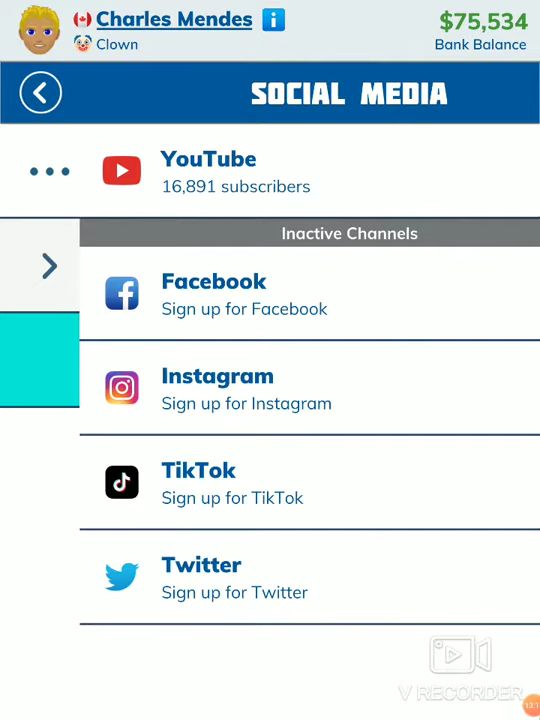 Charles Mendes
$75,534
Clown
Bank Balance
SOCIAL MEDIA
YouTube
16,891 subscribers
Inactive Channels
Facebook
Sign up for Facebook
Instagram
Sign up for Instagram
TikTok
Sign up for TikTok
Twitter
Sign up for Twitter
V RECORDER